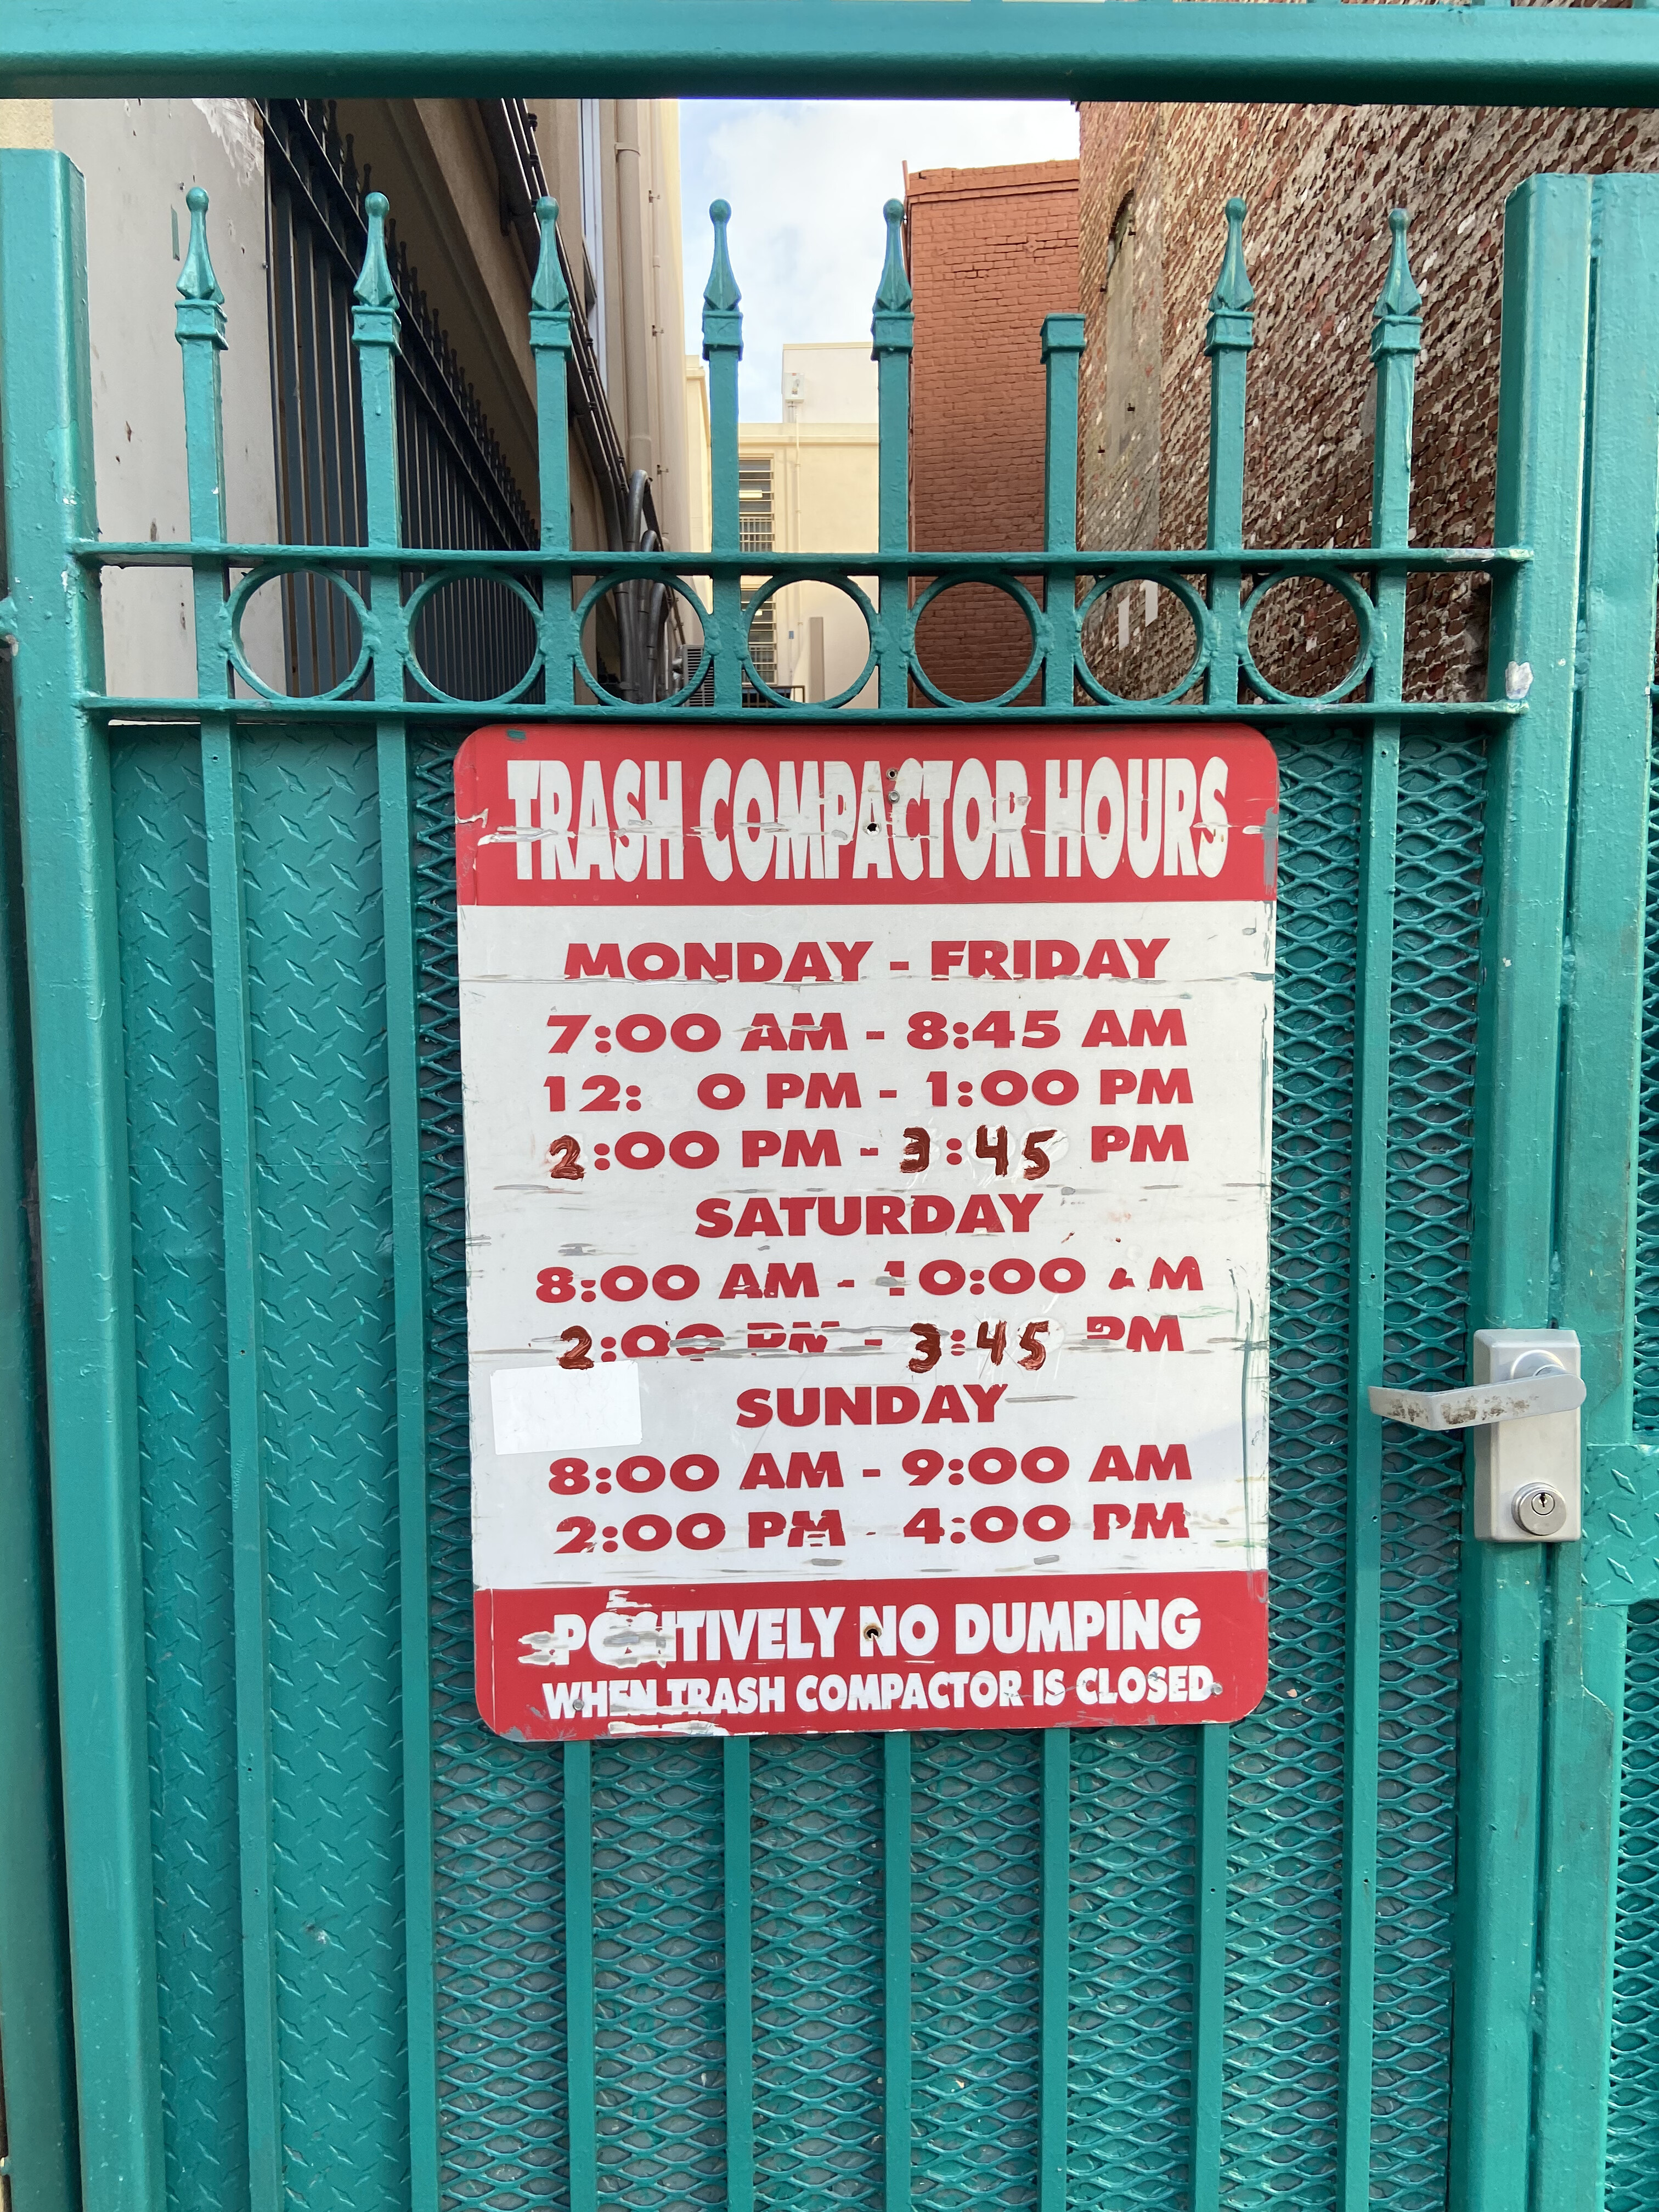 TRASH COMPACTOR HOURS
MONDAY - FRIDAY
7:00 AM - 8:45 AM
12: 0 PM - 1:00 PM
2:00 PM - 3:45 PM
SATURDAY
8:00 AM - 10:00 AM
2:00 PM - 3:45 PM
SUNDAY
8:00 AM - 9:00 AM
2:00 PM - 4:00 PM
POSITIVELY NO DUMPING
WHEN TRASH COMPACTOR IS CLOSED